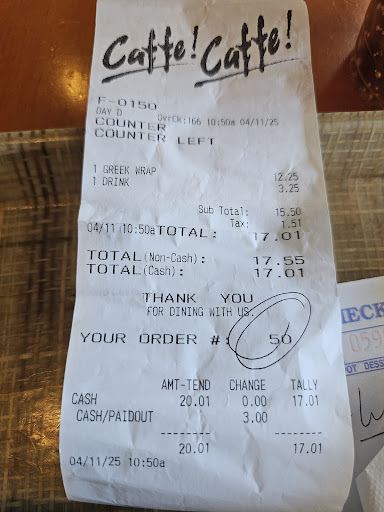 Caffe! Caffe!
F-0150
DAY D OvrCk:166 10:50a 04/11/25
COUNTER
COUNTER LEFT
1 GREEK WRAP 12.25
1 DRINK 3.25
Sub Total: 15.50
Tax: 1.51
04/11 10:50a TOTAL: 17.01
TOTAL(Non-Cash): 17.55
TOTAL(Cash): 17.01
THANK YOU
FOR DINING WITH US.
YOUR ORDER #: 56
AMT-TEND CHANGE TALLY
CASH 20.01 0.00 17.01
CASH/PAIDOUT 3.00
-------- --------
20.01 17.01
04/11/25 10:50a